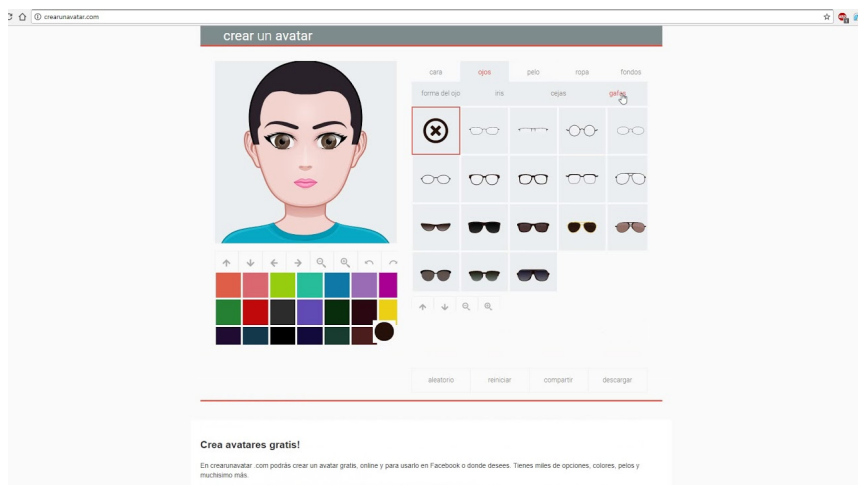 crearunavatar.com
crear un avatar
cara ojos pelo ropa fondos
forma del ojo iris cejas gafas
aleatorio reiniciar compartir descargar
Crea avatares gratis!
En crearunavatar .com podrás crear un avatar gratis, online y para usarlo en Facebook o donde desees. Tienes miles de opciones, colores, pelos y
muchisimo más.